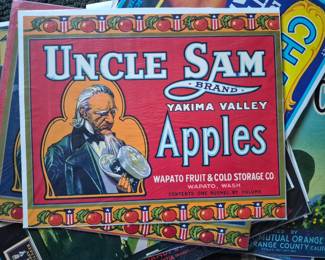 UNCLE SAM
BRAND
YAKIMA VALLEY
Apples
WAPATO FRUIT & COLD STORAGE CO
WAPATO, WASH
CONTENTS ONE BUSHEL BY VOLUME
MUTUAL ORANGE
ORANGE COUNTY